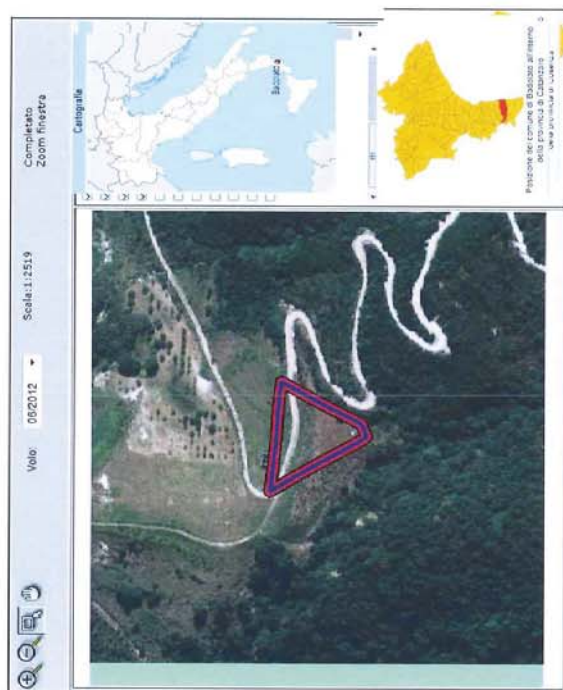 Volo:
06/2012
Scala:1:2519
Completato
Zoom finestra
Cartografia
Badolato
Posizione del comune di Badolato all'interno
della provincia di Catanzaro